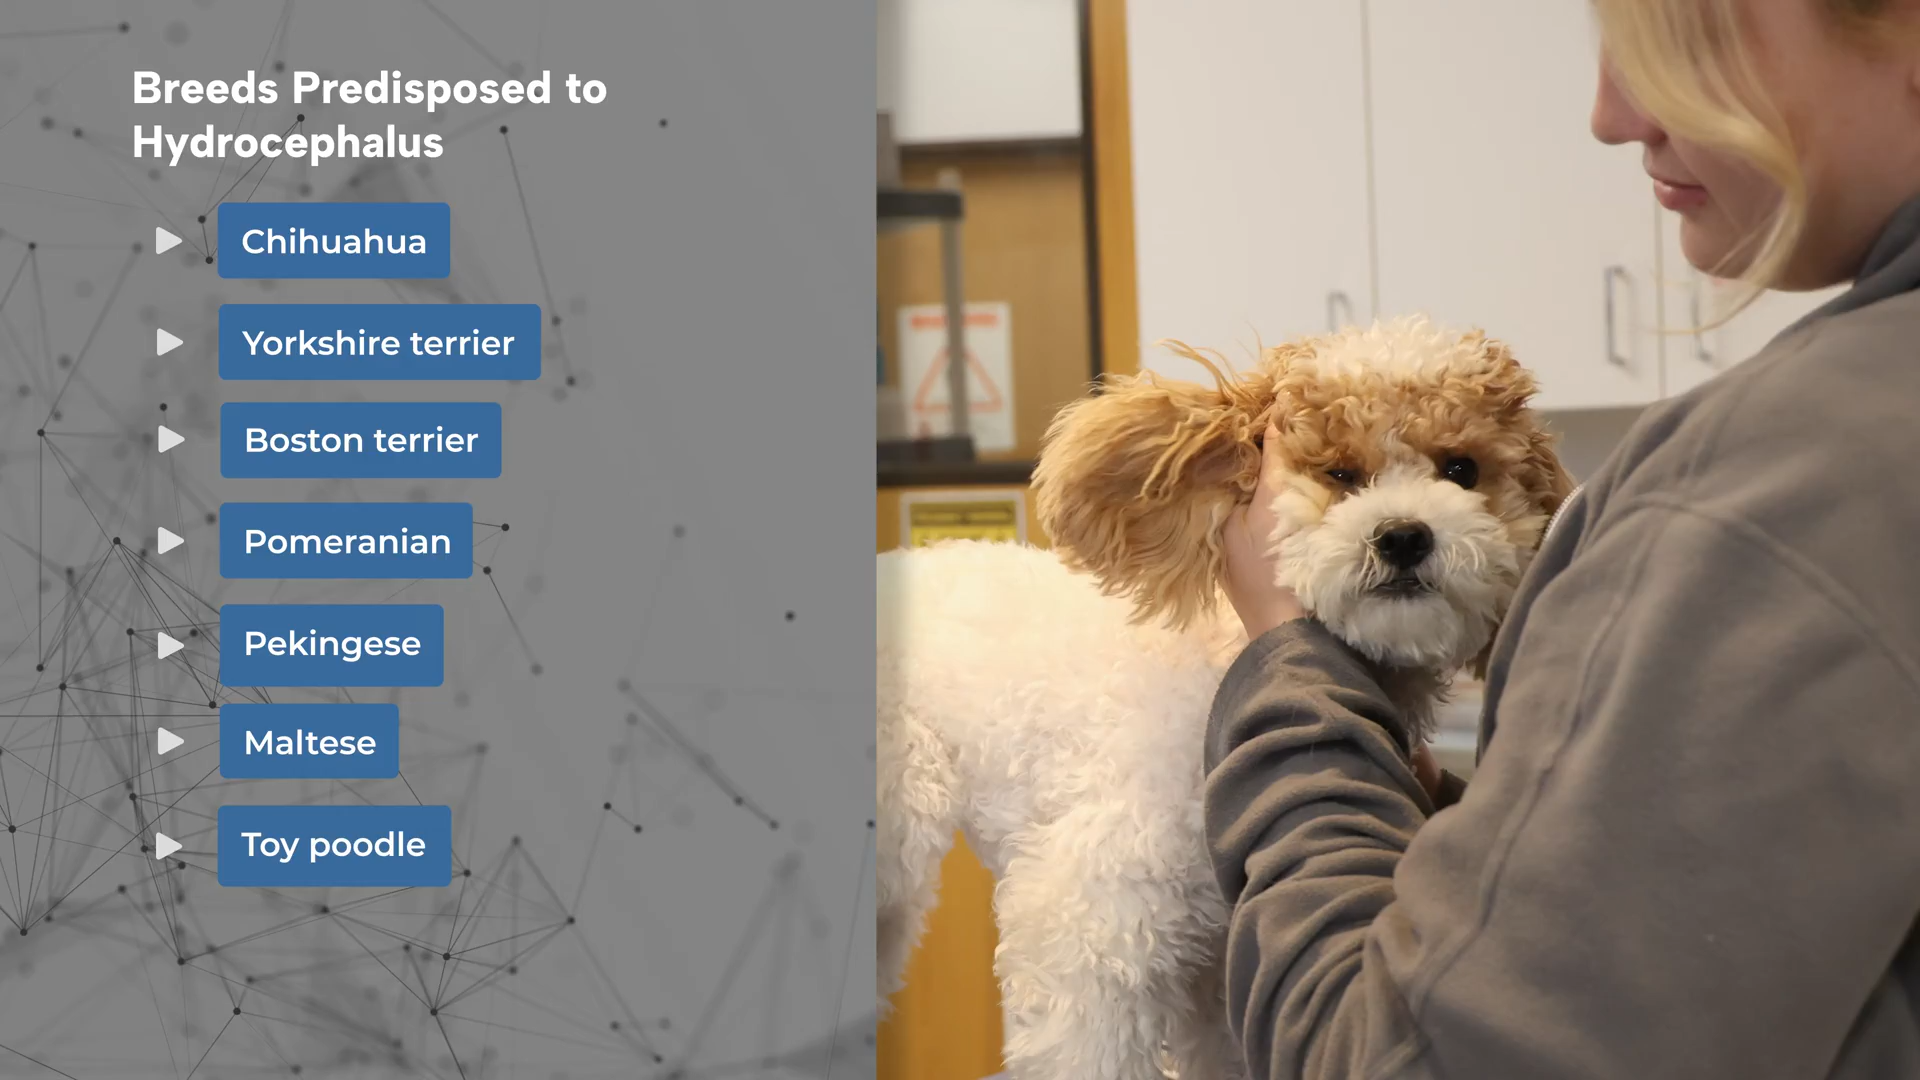 Breeds Predisposed to
Hydrocephalus
Chihuahua
Yorkshire terrier
Boston terrier
Pomeranian
Pekingese
Maltese
Toy poodle